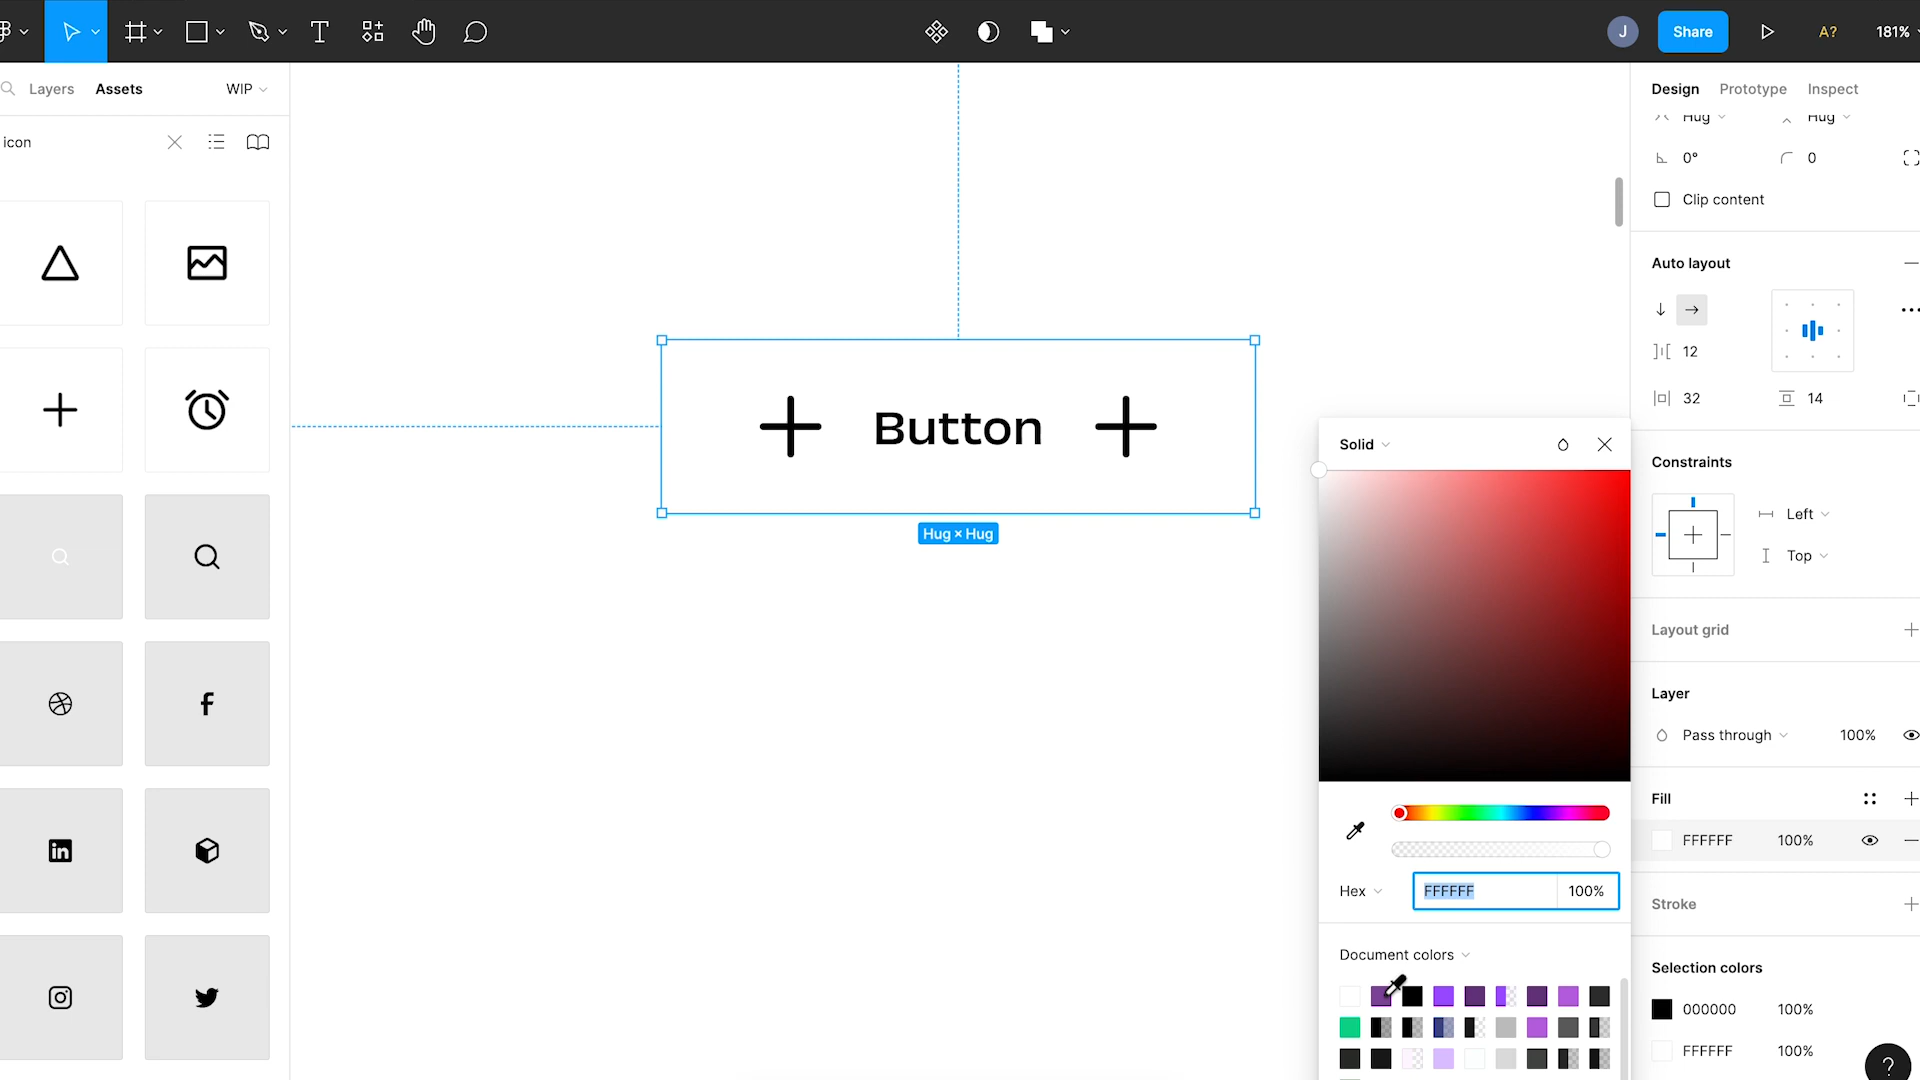 J
Share
A?
181%
Layers
Assets
WIP
Design
Prototype
Inspect
Hug
Hug
icon
0°
0
Clip content
Auto layout
12
32
14
Button
Hug × Hug
Solid
Constraints
Left
Top
Layout grid
Layer
Pass through
100%
Fill
FFFFFF
100%
Hex
FFFFFF
100%
Stroke
Document colors
Selection colors
000000
100%
FFFFFF
100%
?